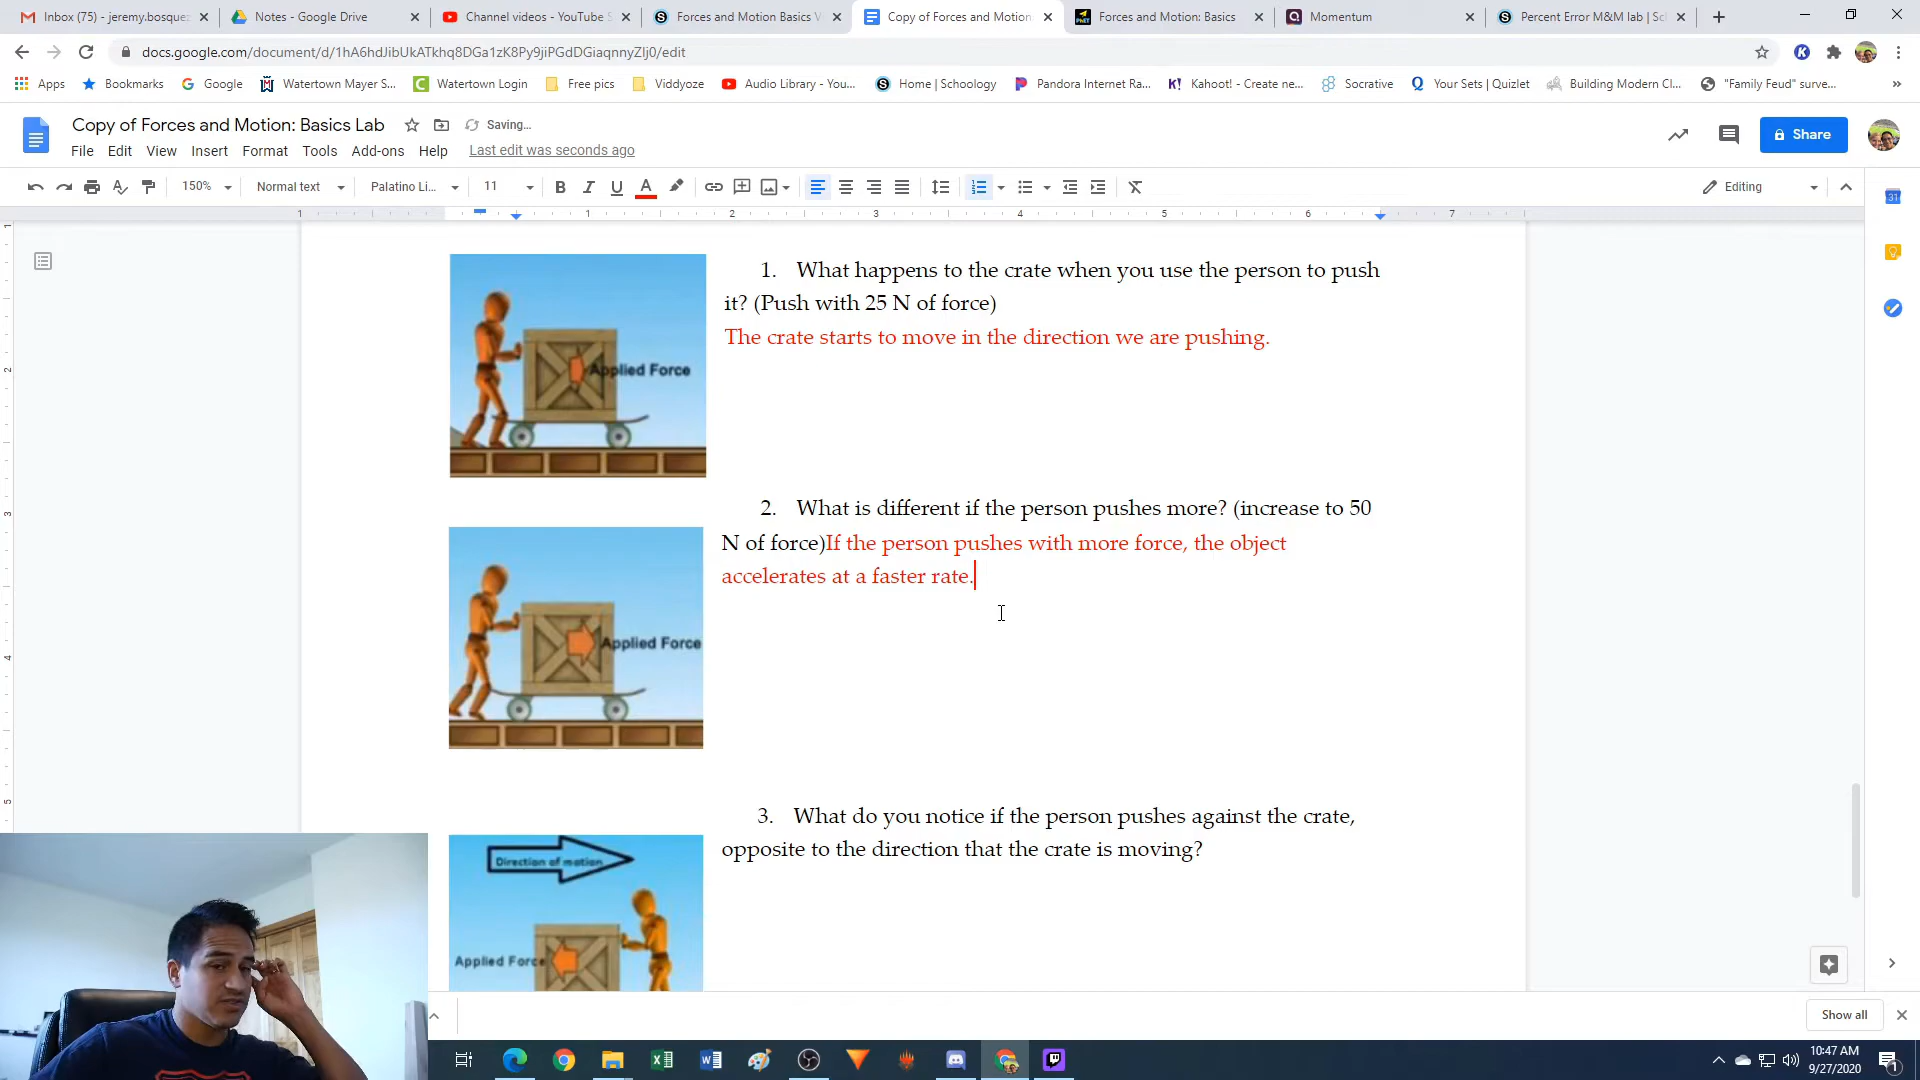 Inbox (75) - jeremy.bosque
Notes - Google Drive
Channel videos - YouTube S
Forces and Motion Basics V
Copy of Forces and Motion:
Forces and Motion: Basics
Momentum
Percent Error M&M lab | Sc
docs.google.com/document/d/1hA6hdJibUkATkhq8DGa1zK8Py9jiPGdDGiaqnnyZIj0/edit
Apps
Bookmarks
Google
Watertown Mayer S...
Watertown Login
Free pics
Viddyoze
Audio Library - You...
Home | Schoology
Pandora Internet Ra...
Kahoot! - Create ne...
Socrative
Your Sets | Quizlet
Building Modern Cl...
"Family Feud" surve...
Copy of Forces and Motion: Basics Lab
Saving...
Share
File Edit View Insert Format Tools Add-ons Help
Last edit was seconds ago
150%
Normal text
Palatino Li...
11
B I U A
Editing
1 1 2 3 4 5 6 7
1. What happens to the crate when you use the person to push
it? (Push with 25 N of force)
The crate starts to move in the direction we are pushing.
Applied Force
2. What is different if the person pushes more? (increase to 50
N of force)If the person pushes with more force, the object
accelerates at a faster rate.
Applied Force
3. What do you notice if the person pushes against the crate,
opposite to the direction that the crate is moving?
Direction of motion
Applied Force
Show all
10:47 AM
9/27/2020